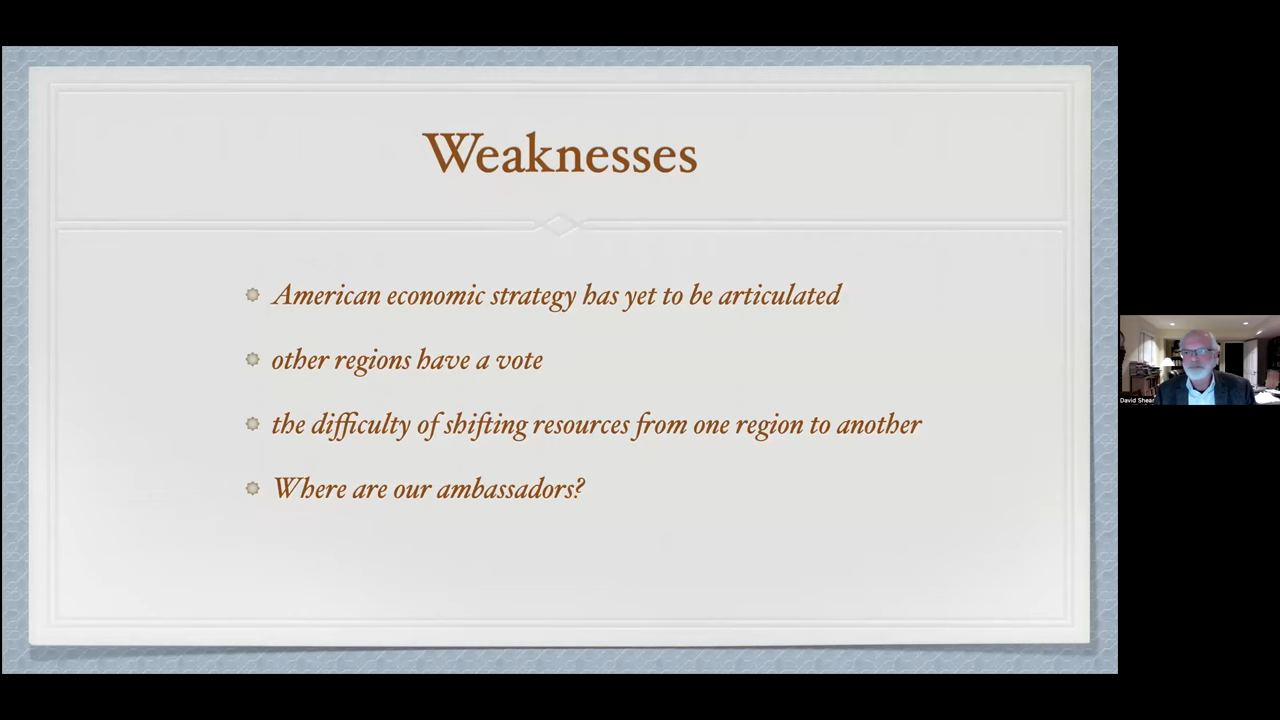 Weaknesses
American economic strategy has yet to be articulated
other regions have a vote
the difficulty of shifting resources from one region to another
Where are our ambassadors?
David Shear